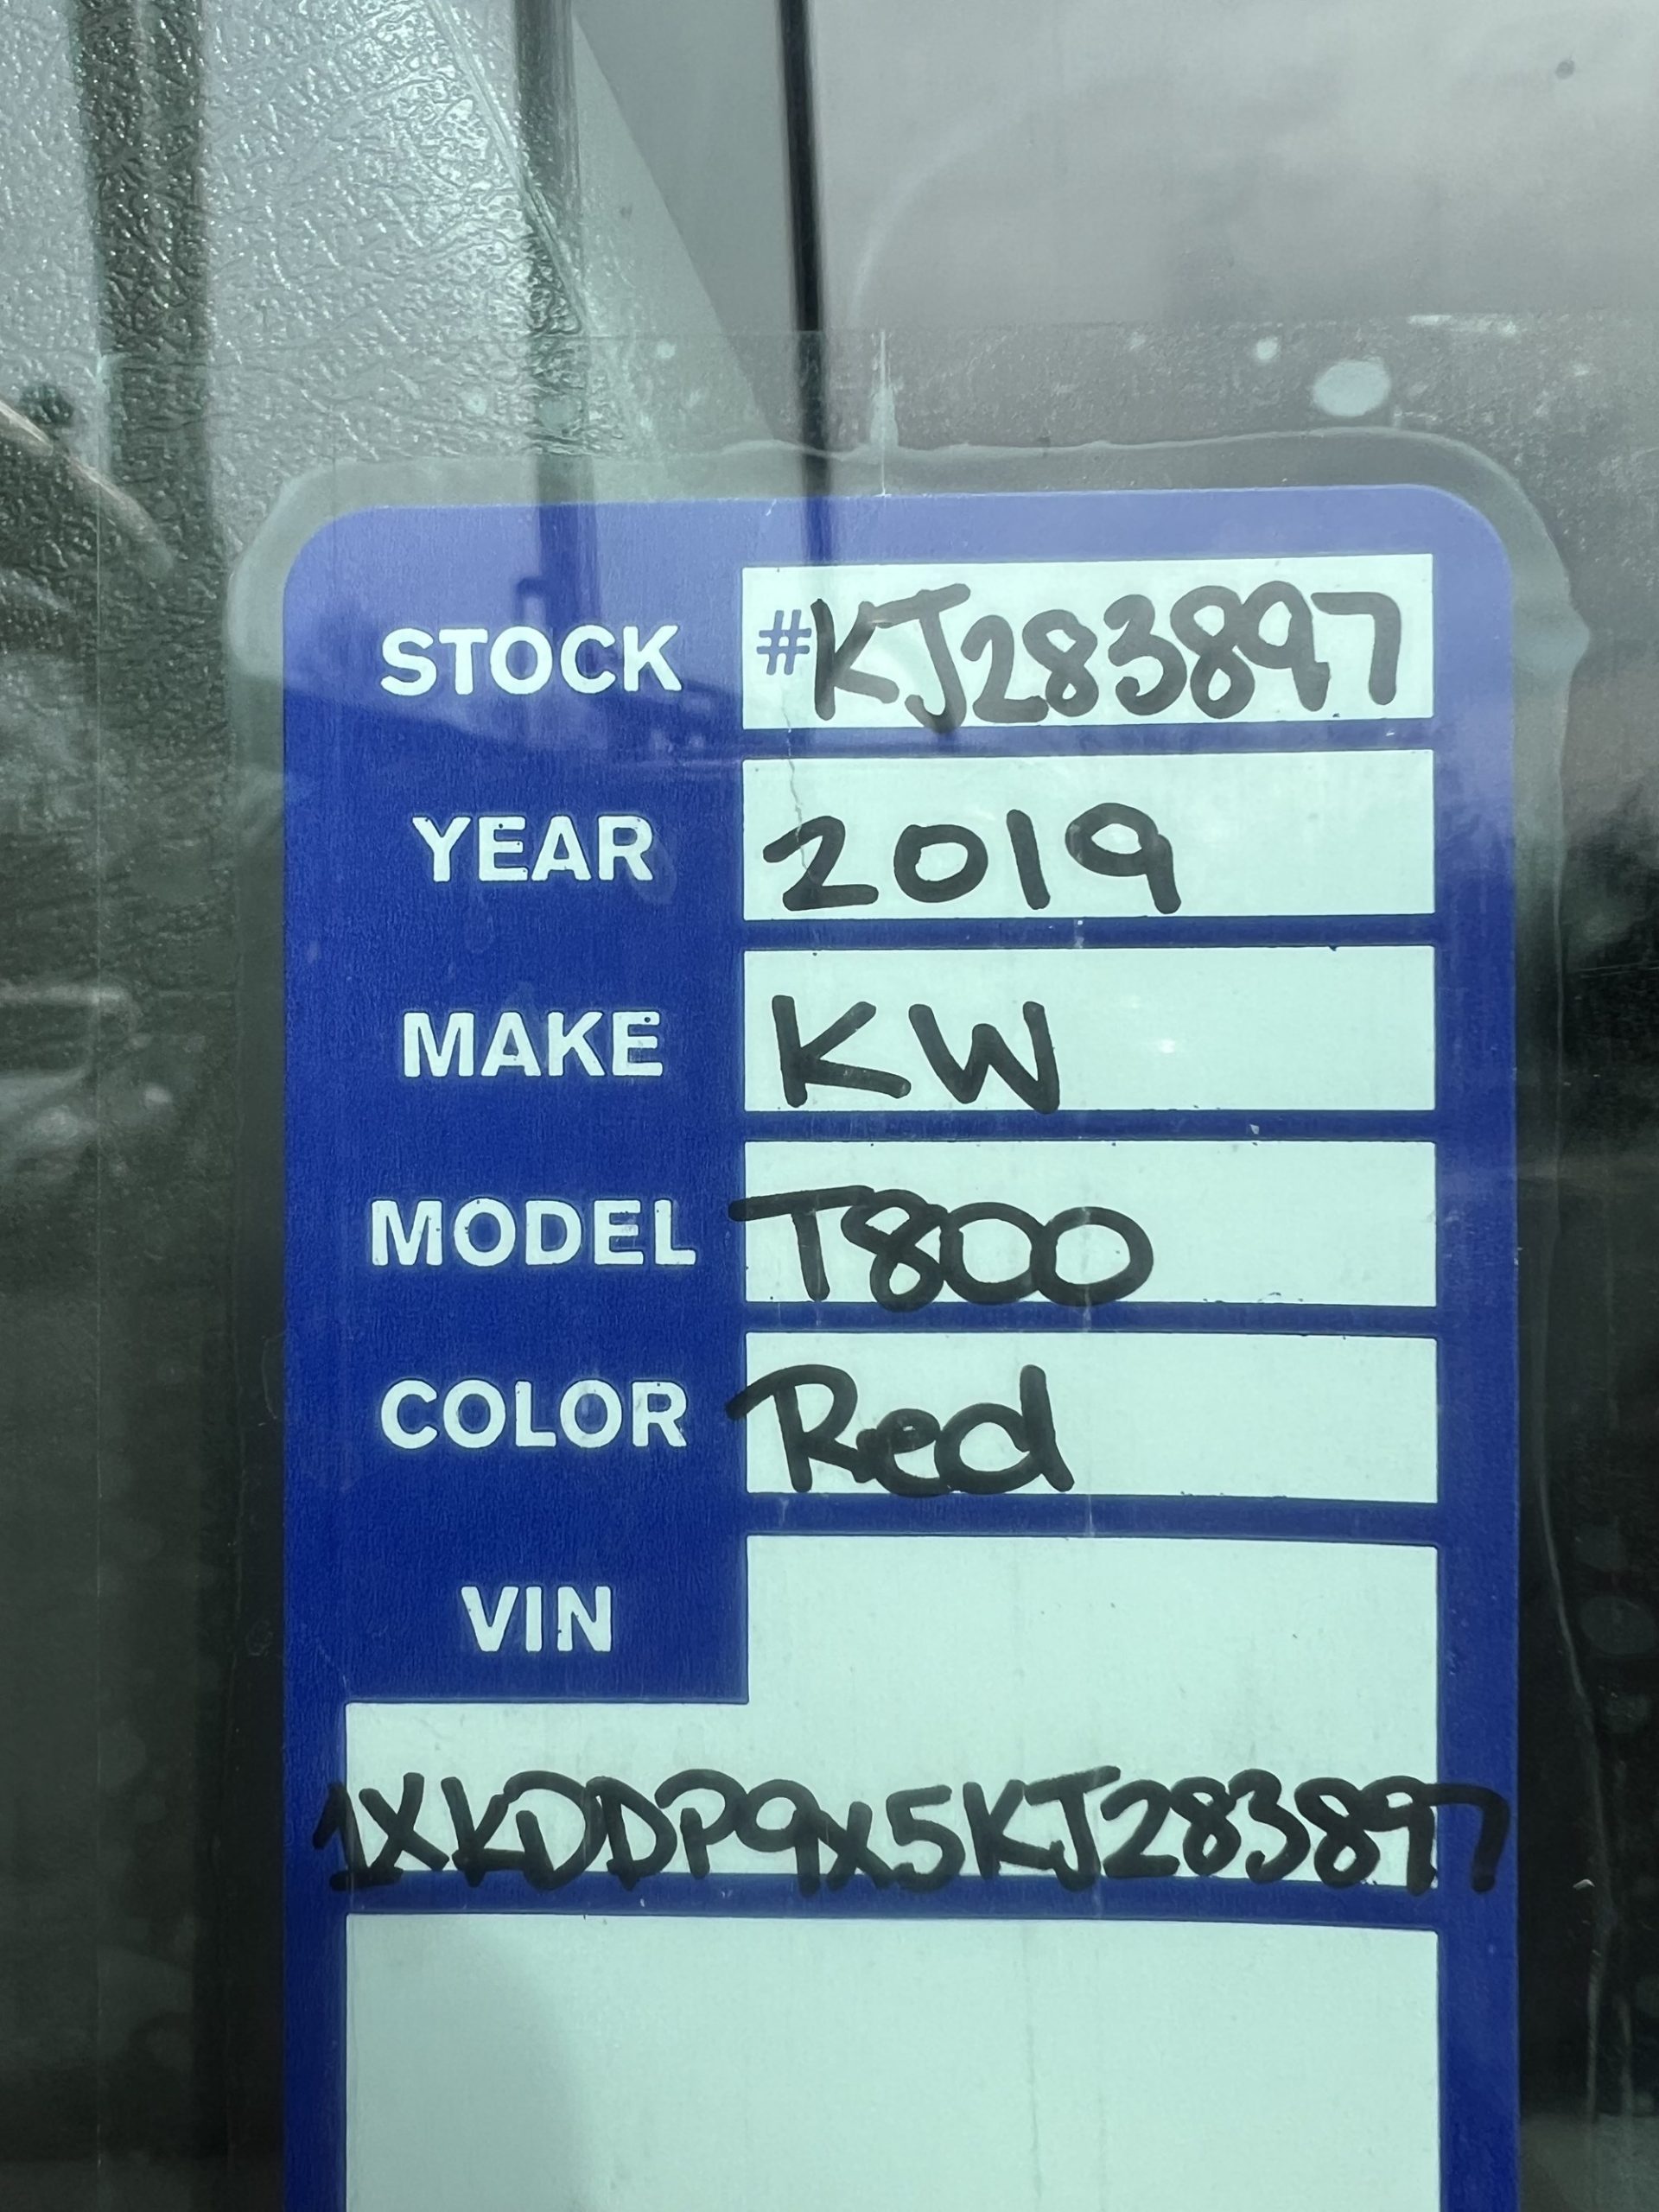 STOCK #KJ283897
YEAR 2019
MAKE KW
MODEL T800
COLOR Red
VIN
1XKDDP9X5KJ283897